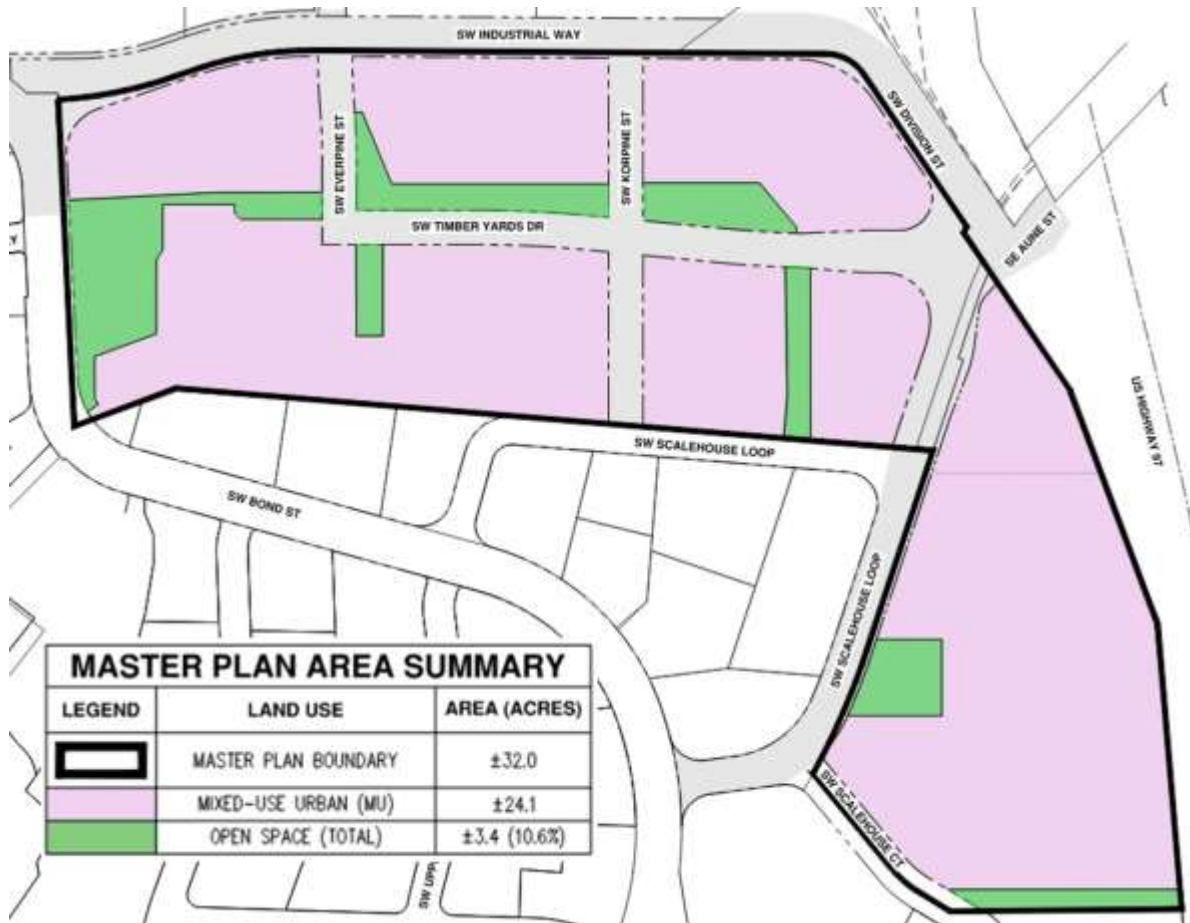 SW INDUSTRIAL WAY
SW DIVISION ST
SW EVERPINE ST
SW KORPINE ST
SW TIMBER YARDS DR
SE AUNE ST
US HIGHWAY 97
SW SCALEHOUSE LOOP
SW BOND ST
SW SCALEHOUSE LOOP
SW SCALEHOUSE CT
MASTER PLAN AREA SUMMARY
LEGEND LAND USE AREA (ACRES)
MASTER PLAN BOUNDARY ±32.0
MIXED-USE URBAN (MU) ±24.1
OPEN SPACE (TOTAL) ±3.4 (10.6%)
SW UPP